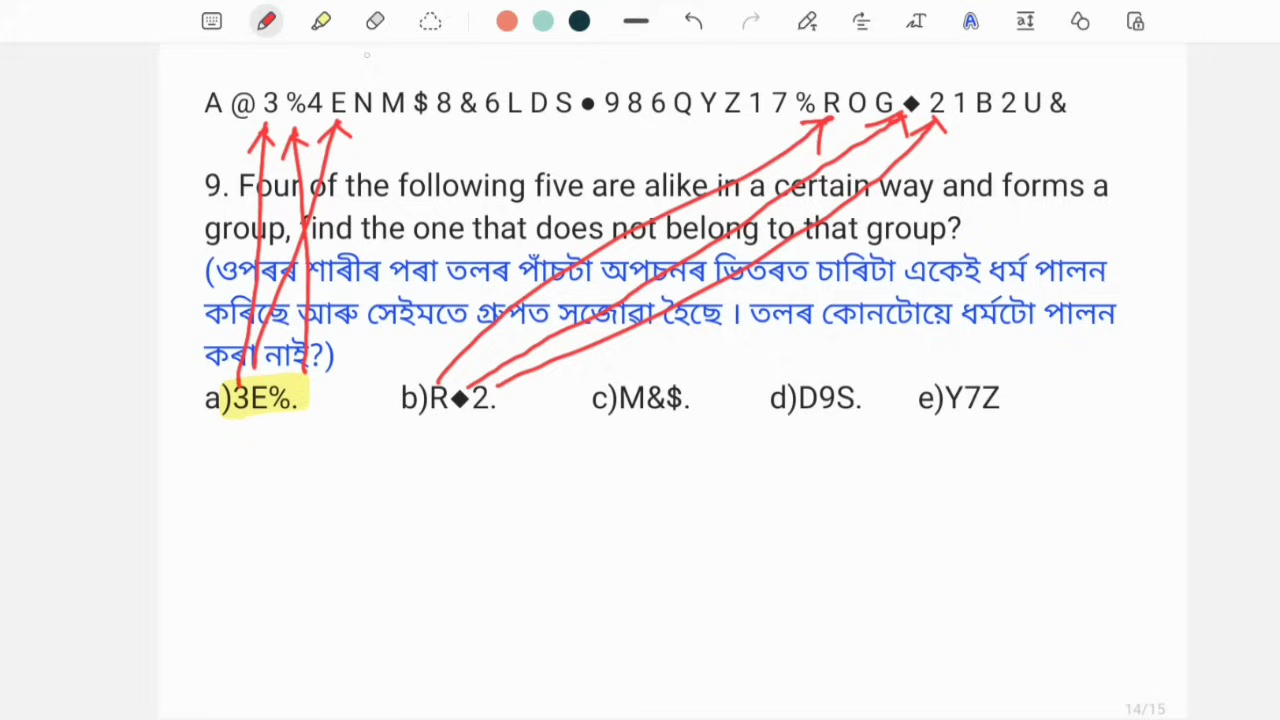 A @ 3 % 4 E N M $ 8 & 6 L D S ● 9 8 6 Q Y Z 1 7 % R O G ◆ 2 1 B 2 U &
9. Four of the following five are alike in a certain way and forms a
group, find the one that does not belong to that group?
(ওপৰৰ শাৰীৰ পৰা তলৰ পাঁচটা অপচনৰ ভিতৰত চাৰিটা একেই ধৰ্ম পালন
কৰিছে আৰু সেইমতে গ্ৰুপত সজোৱা হৈছে । তলৰ কোনটোয়ে ধৰ্মটো পালন
কৰা নাই?)
a)3E%. b)R◆2. c)M&$. d)D9S. e)Y7Z
14/15